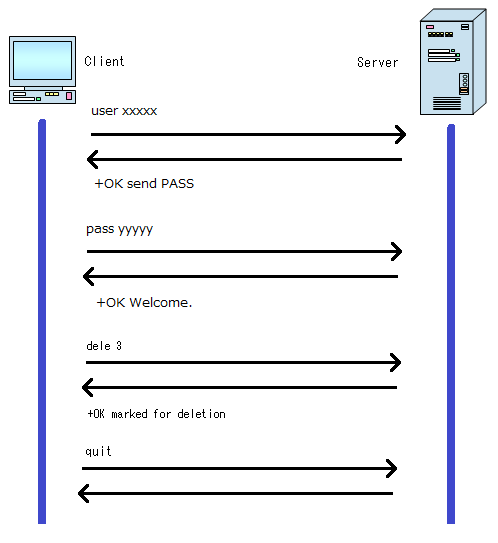 Client
Server
user xxxxx
+OK send PASS
pass yyyyy
+OK Welcome.
dele 3
+OK marked for deletion
quit